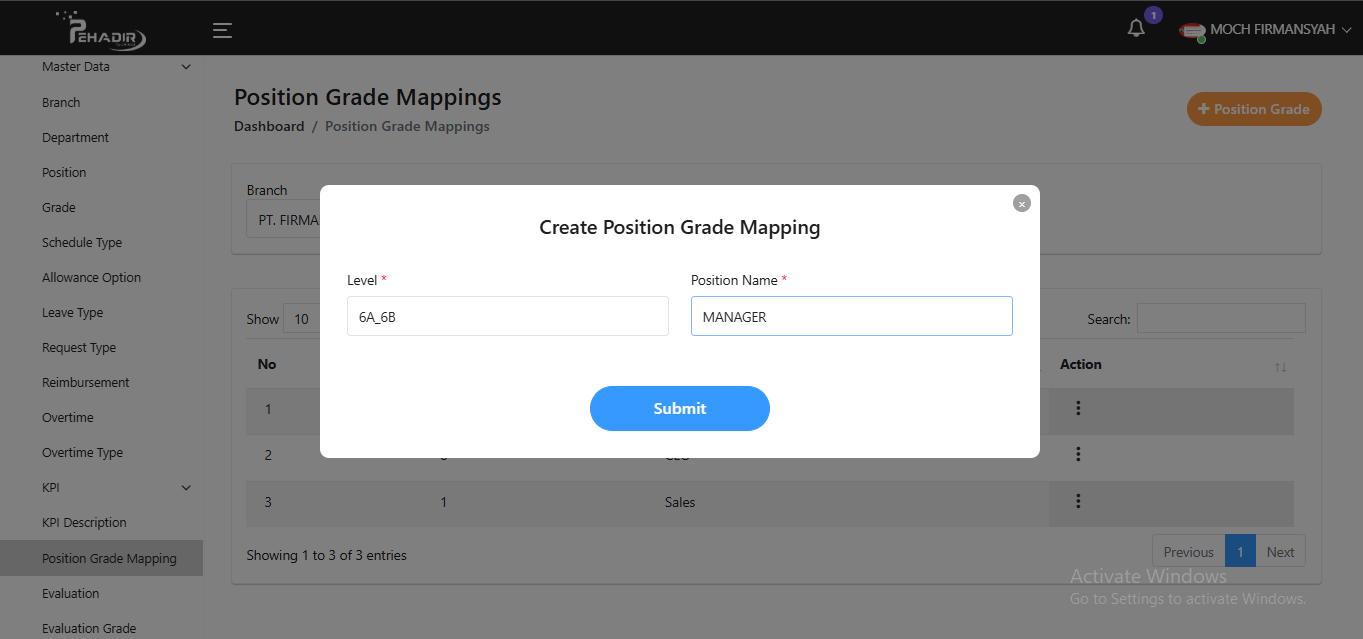 PEHADIR
1
MOCH FIRMANSYAH
Master Data
Branch
Department
Position
Grade
Schedule Type
Allowance Option
Leave Type
Request Type
Reimbursement
Overtime
Overtime Type
KPI
KPI Description
Position Grade Mapping
Evaluation
Evaluation Grade
Position Grade Mappings
Dashboard / Position Grade Mappings
+ Position Grade
Branch
PT. FIRMA
Create Position Grade Mapping
×
Level *
Position Name *
6A_6B
MANAGER
Submit
Show 10
Search:
No
Action
1
2
3 1 Sales
Showing 1 to 3 of 3 entries
Previous 1 Next
Activate Windows
Go to Settings to activate Windows.